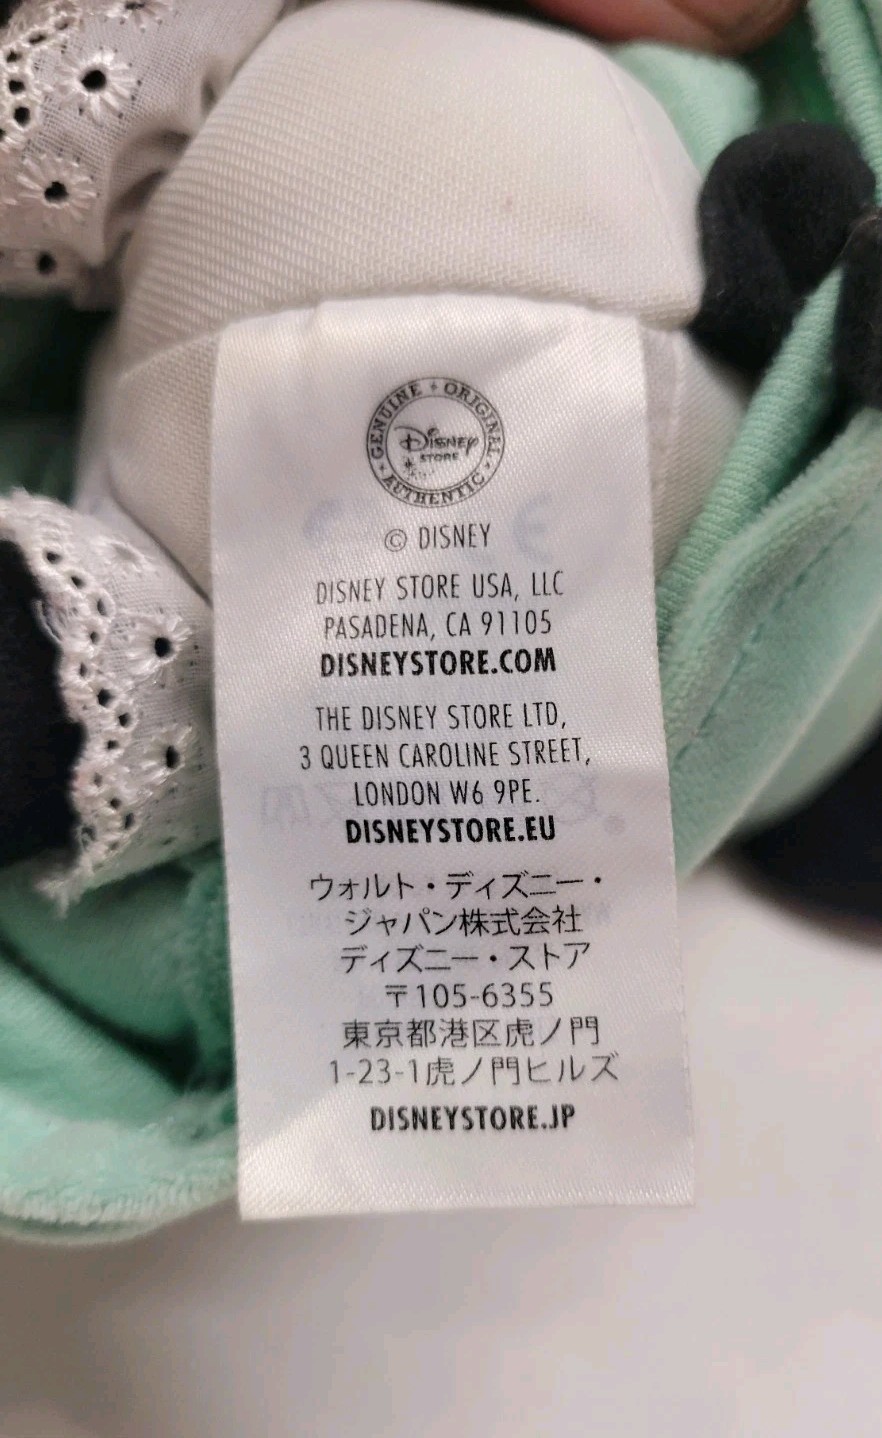 GENUINE • ORIGINAL • AUTHENTIC •
DISNEY
STORE
© DISNEY
DISNEY STORE USA, LLC
PASADENA, CA 91105
DISNEYSTORE.COM
THE DISNEY STORE LTD,
3 QUEEN CAROLINE STREET,
LONDON W6 9PE.
DISNEYSTORE.EU
ウォルト・ディズニー・
ジャパン株式会社
ディズニー・ストア
〒105-6355
東京都港区虎ノ門
1-23-1虎ノ門ヒルズ
DISNEYSTORE.JP